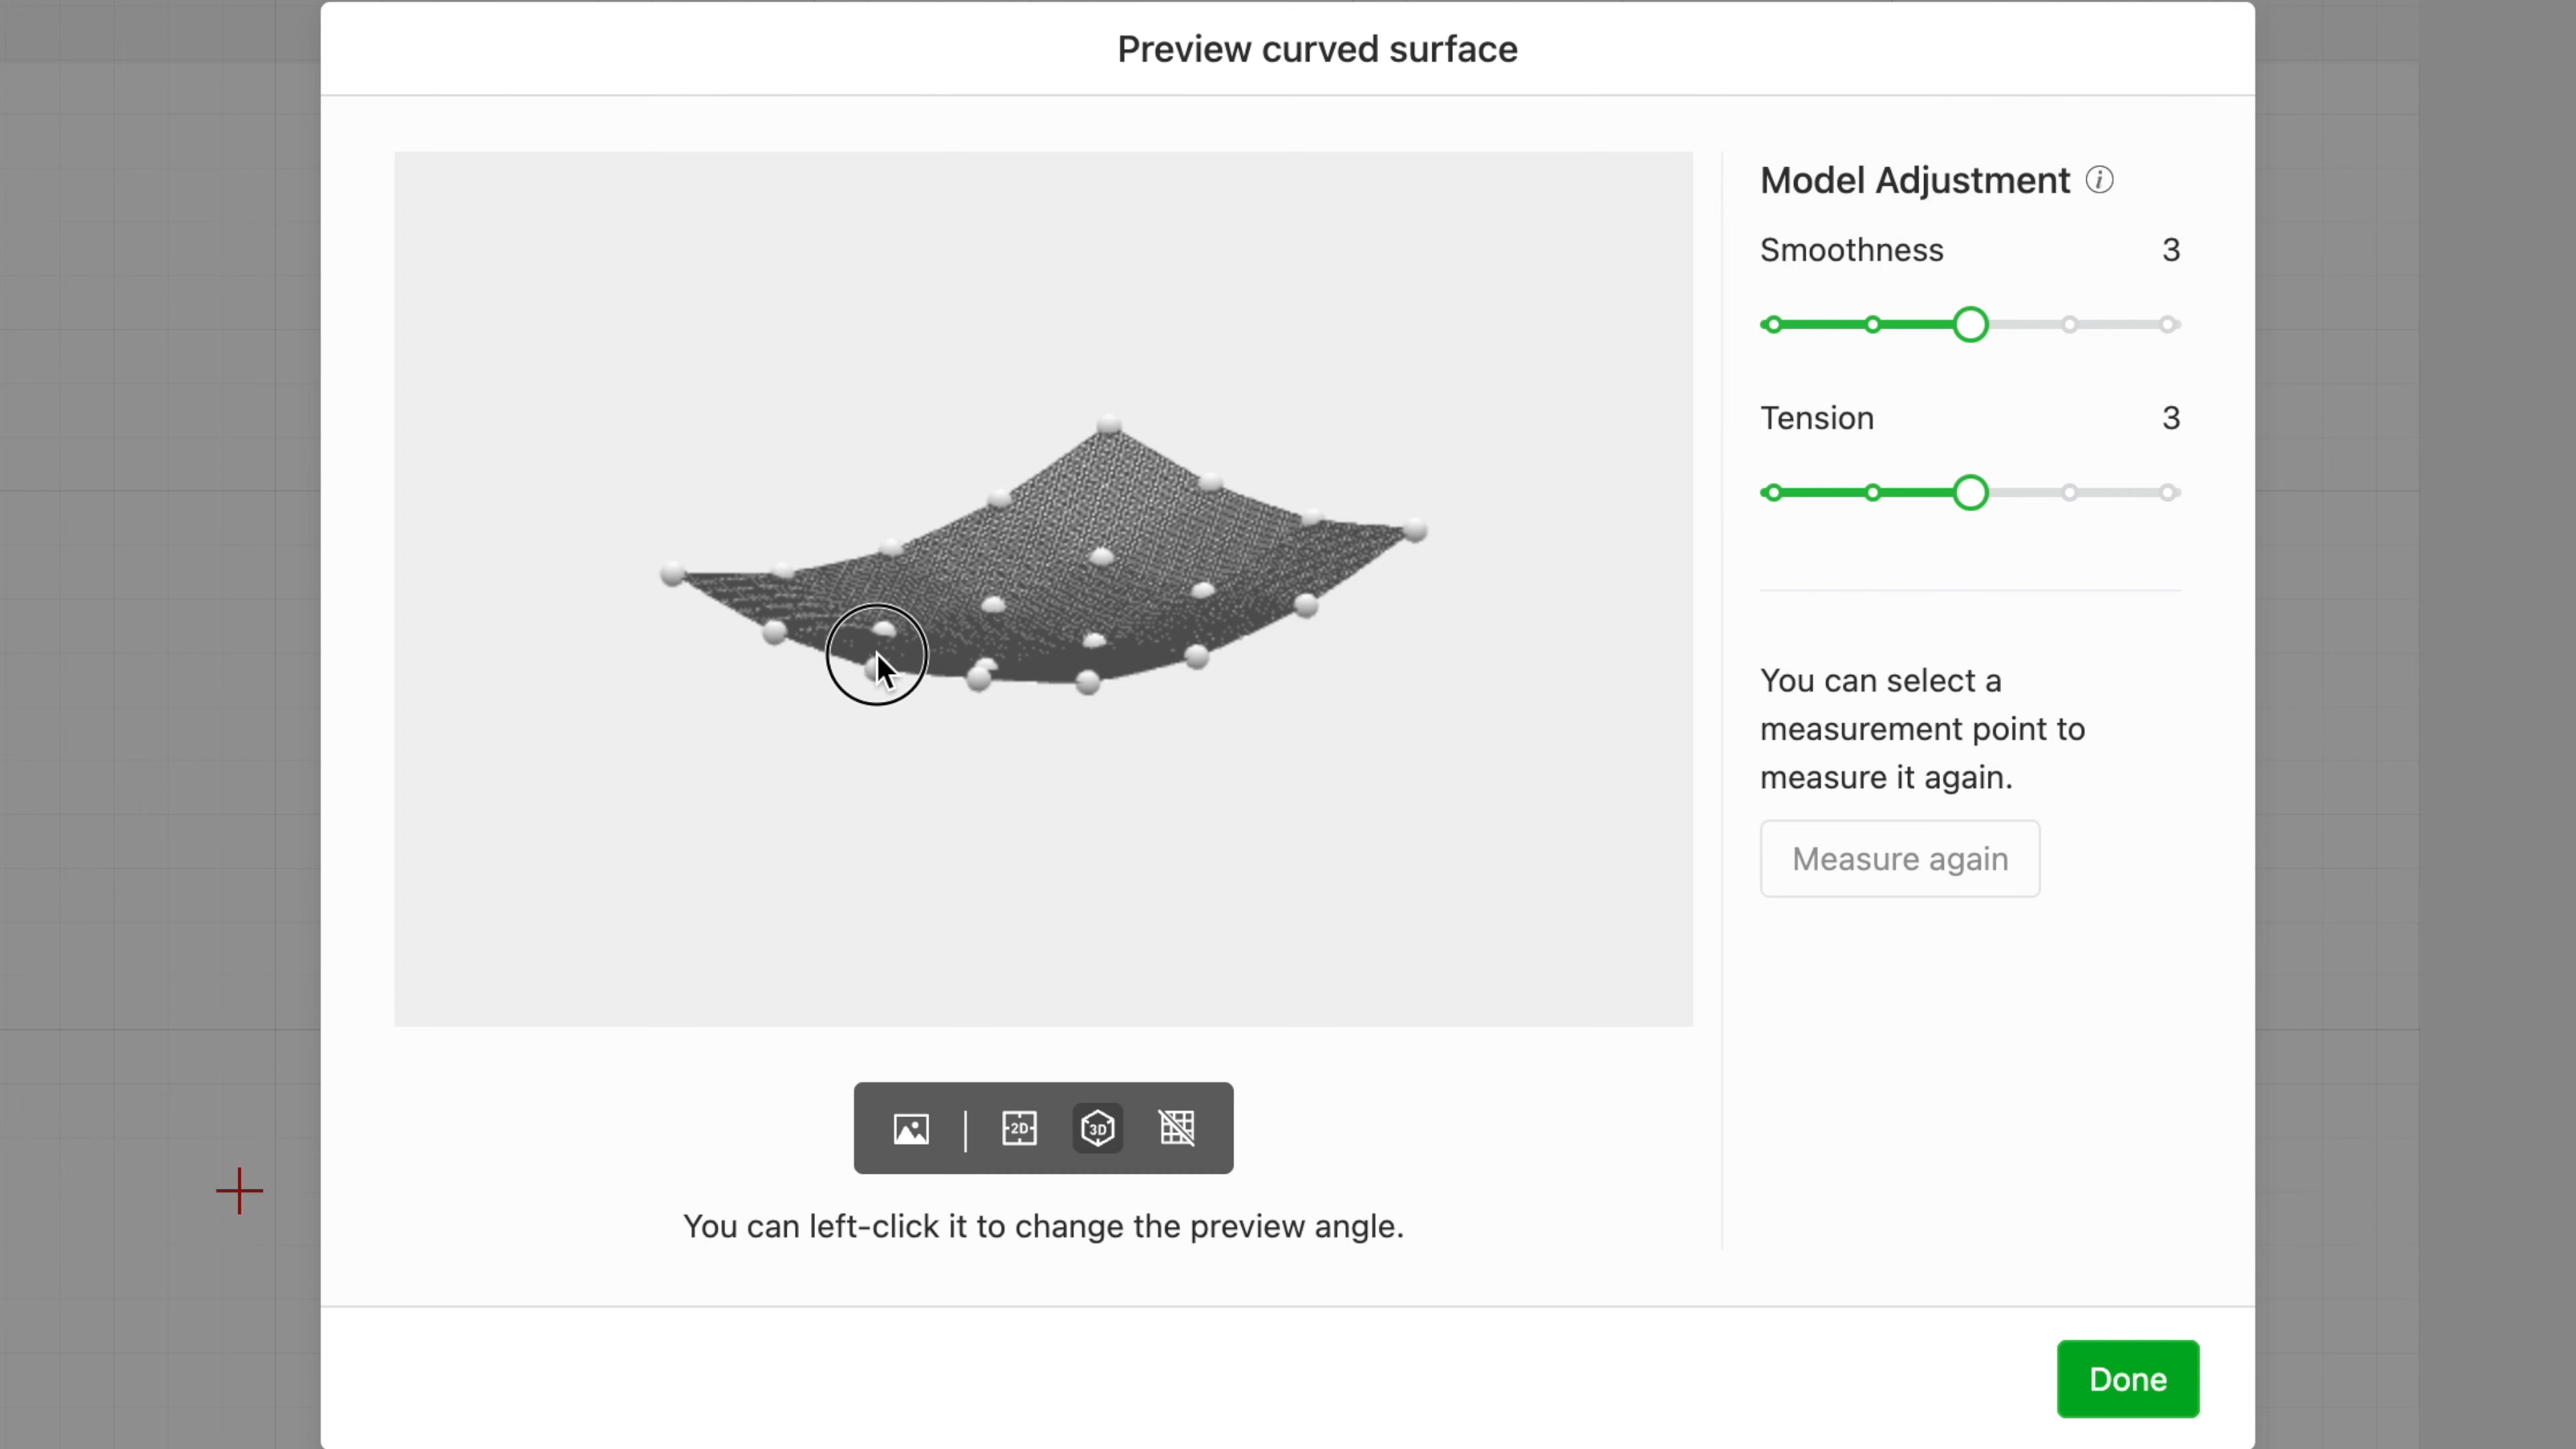 Preview curved surface
Model Adjustment
Smoothness 3
Tension 3
You can select a
measurement point to
measure it again.
Measure again
2D
3D
You can left-click it to change the preview angle.
Done